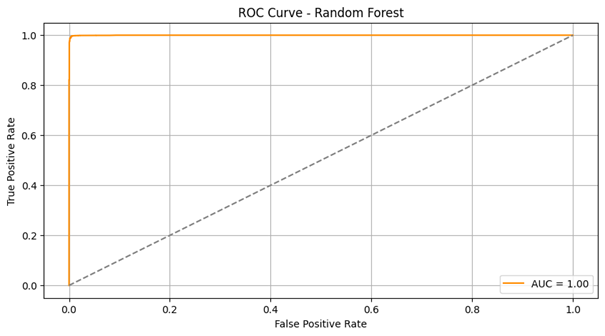 ROC Curve - Random Forest
1.0
0.8
0.6
0.4
0.2
0.0
True Positive Rate
0.0 0.2 0.4 0.6 0.8 1.0
False Positive Rate
AUC = 1.00